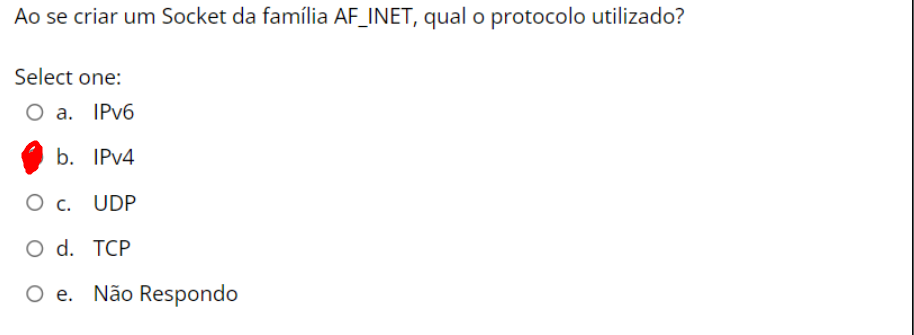 Ao se criar um Socket da família AF_INET, qual o protocolo utilizado?
Select one:
a. IPv6
b. IPv4
c. UDP
d. TCP
e. Não Respondo